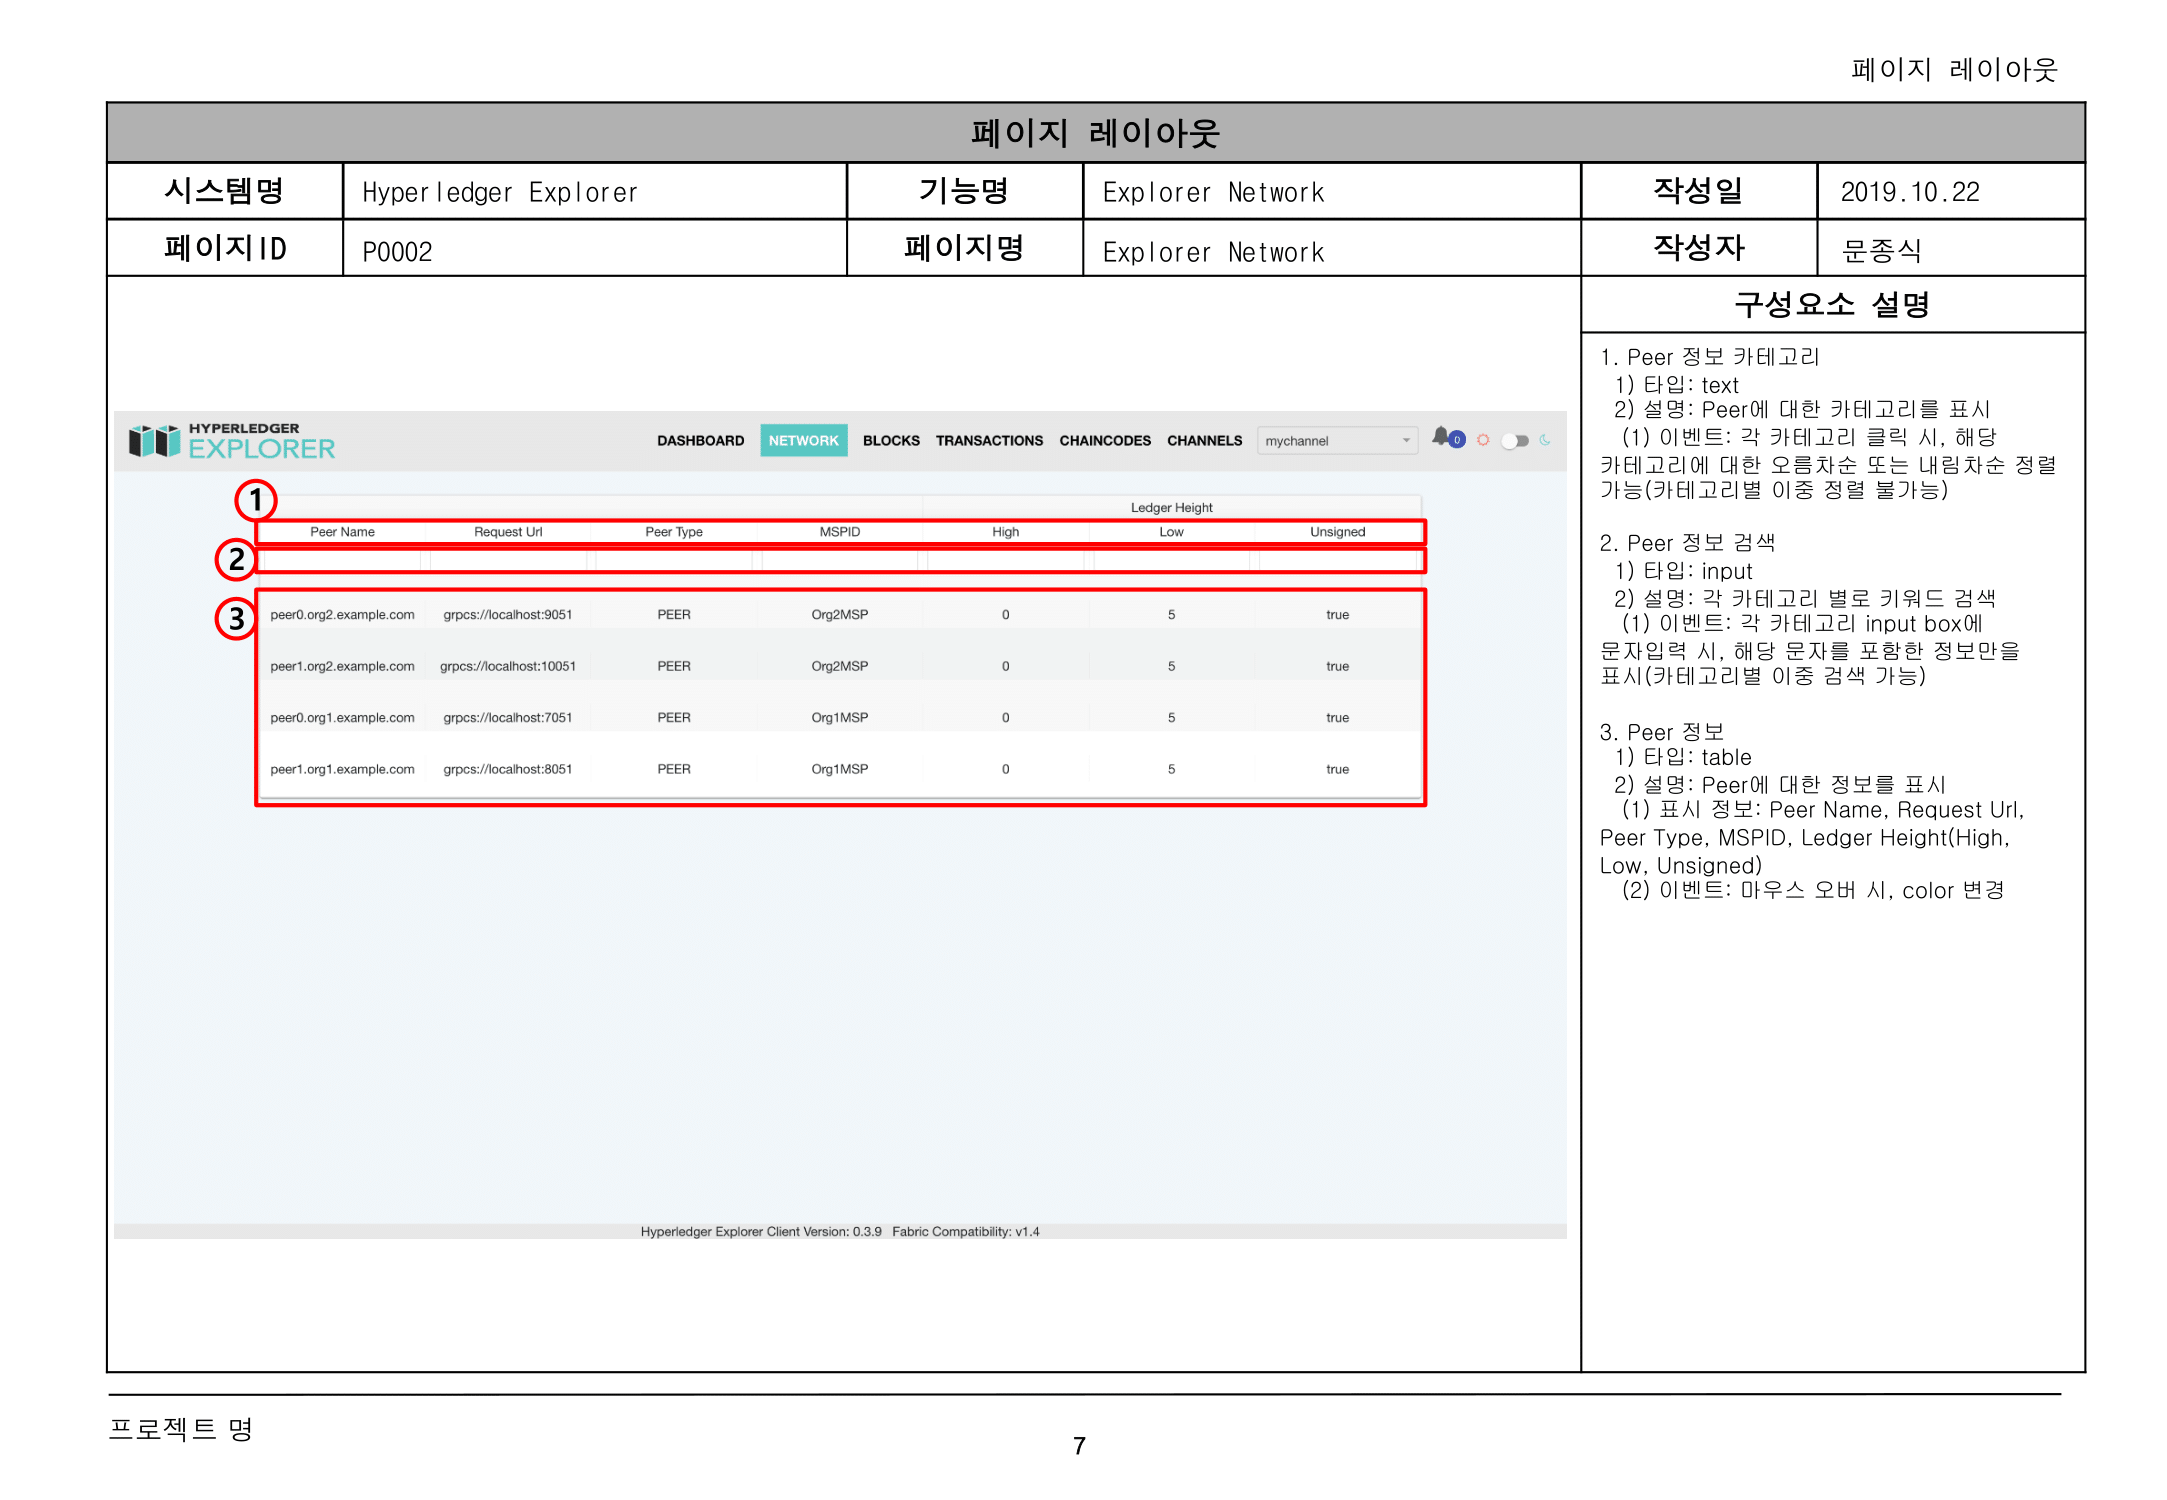 페이지 레이아웃
페이지 레이아웃
시스템명 Hyperledger Explorer 기능명 Explorer Network 작성일 2019.10.22
페이지ID P0002 페이지명 Explorer Network 작성자 문종식
구성요소 설명
HYPERLEDGER
EXPLORER
DASHBOARD NETWORK BLOCKS TRANSACTIONS CHAINCODES CHANNELS mychannel 0
1
Ledger Height
Peer Name Request Url Peer Type MSPID High Low Unsigned
2
3
peer0.org2.example.com grpcs://localhost:9051 PEER Org2MSP 0 5 true
peer1.org2.example.com grpcs://localhost:10051 PEER Org2MSP 0 5 true
peer0.org1.example.com grpcs://localhost:7051 PEER Org1MSP 0 5 true
peer1.org1.example.com grpcs://localhost:8051 PEER Org1MSP 0 5 true
Hyperledger Explorer Client Version: 0.3.9 Fabric Compatibility: v1.4
1. Peer 정보 카테고리
1) 타입: text
2) 설명: Peer에 대한 카테고리를 표시
(1) 이벤트: 각 카테고리 클릭 시, 해당
카테고리에 대한 오름차순 또는 내림차순 정렬
가능(카테고리별 이중 정렬 불가능)
2. Peer 정보 검색
1) 타입: input
2) 설명: 각 카테고리 별로 키워드 검색
(1) 이벤트: 각 카테고리 input box에
문자입력 시, 해당 문자를 포함한 정보만을
표시(카테고리별 이중 검색 가능)
3. Peer 정보
1) 타입: table
2) 설명: Peer에 대한 정보를 표시
(1) 표시 정보: Peer Name, Request Url,
Peer Type, MSPID, Ledger Height(High,
Low, Unsigned)
(2) 이벤트: 마우스 오버 시, color 변경
프로젝트 명
7